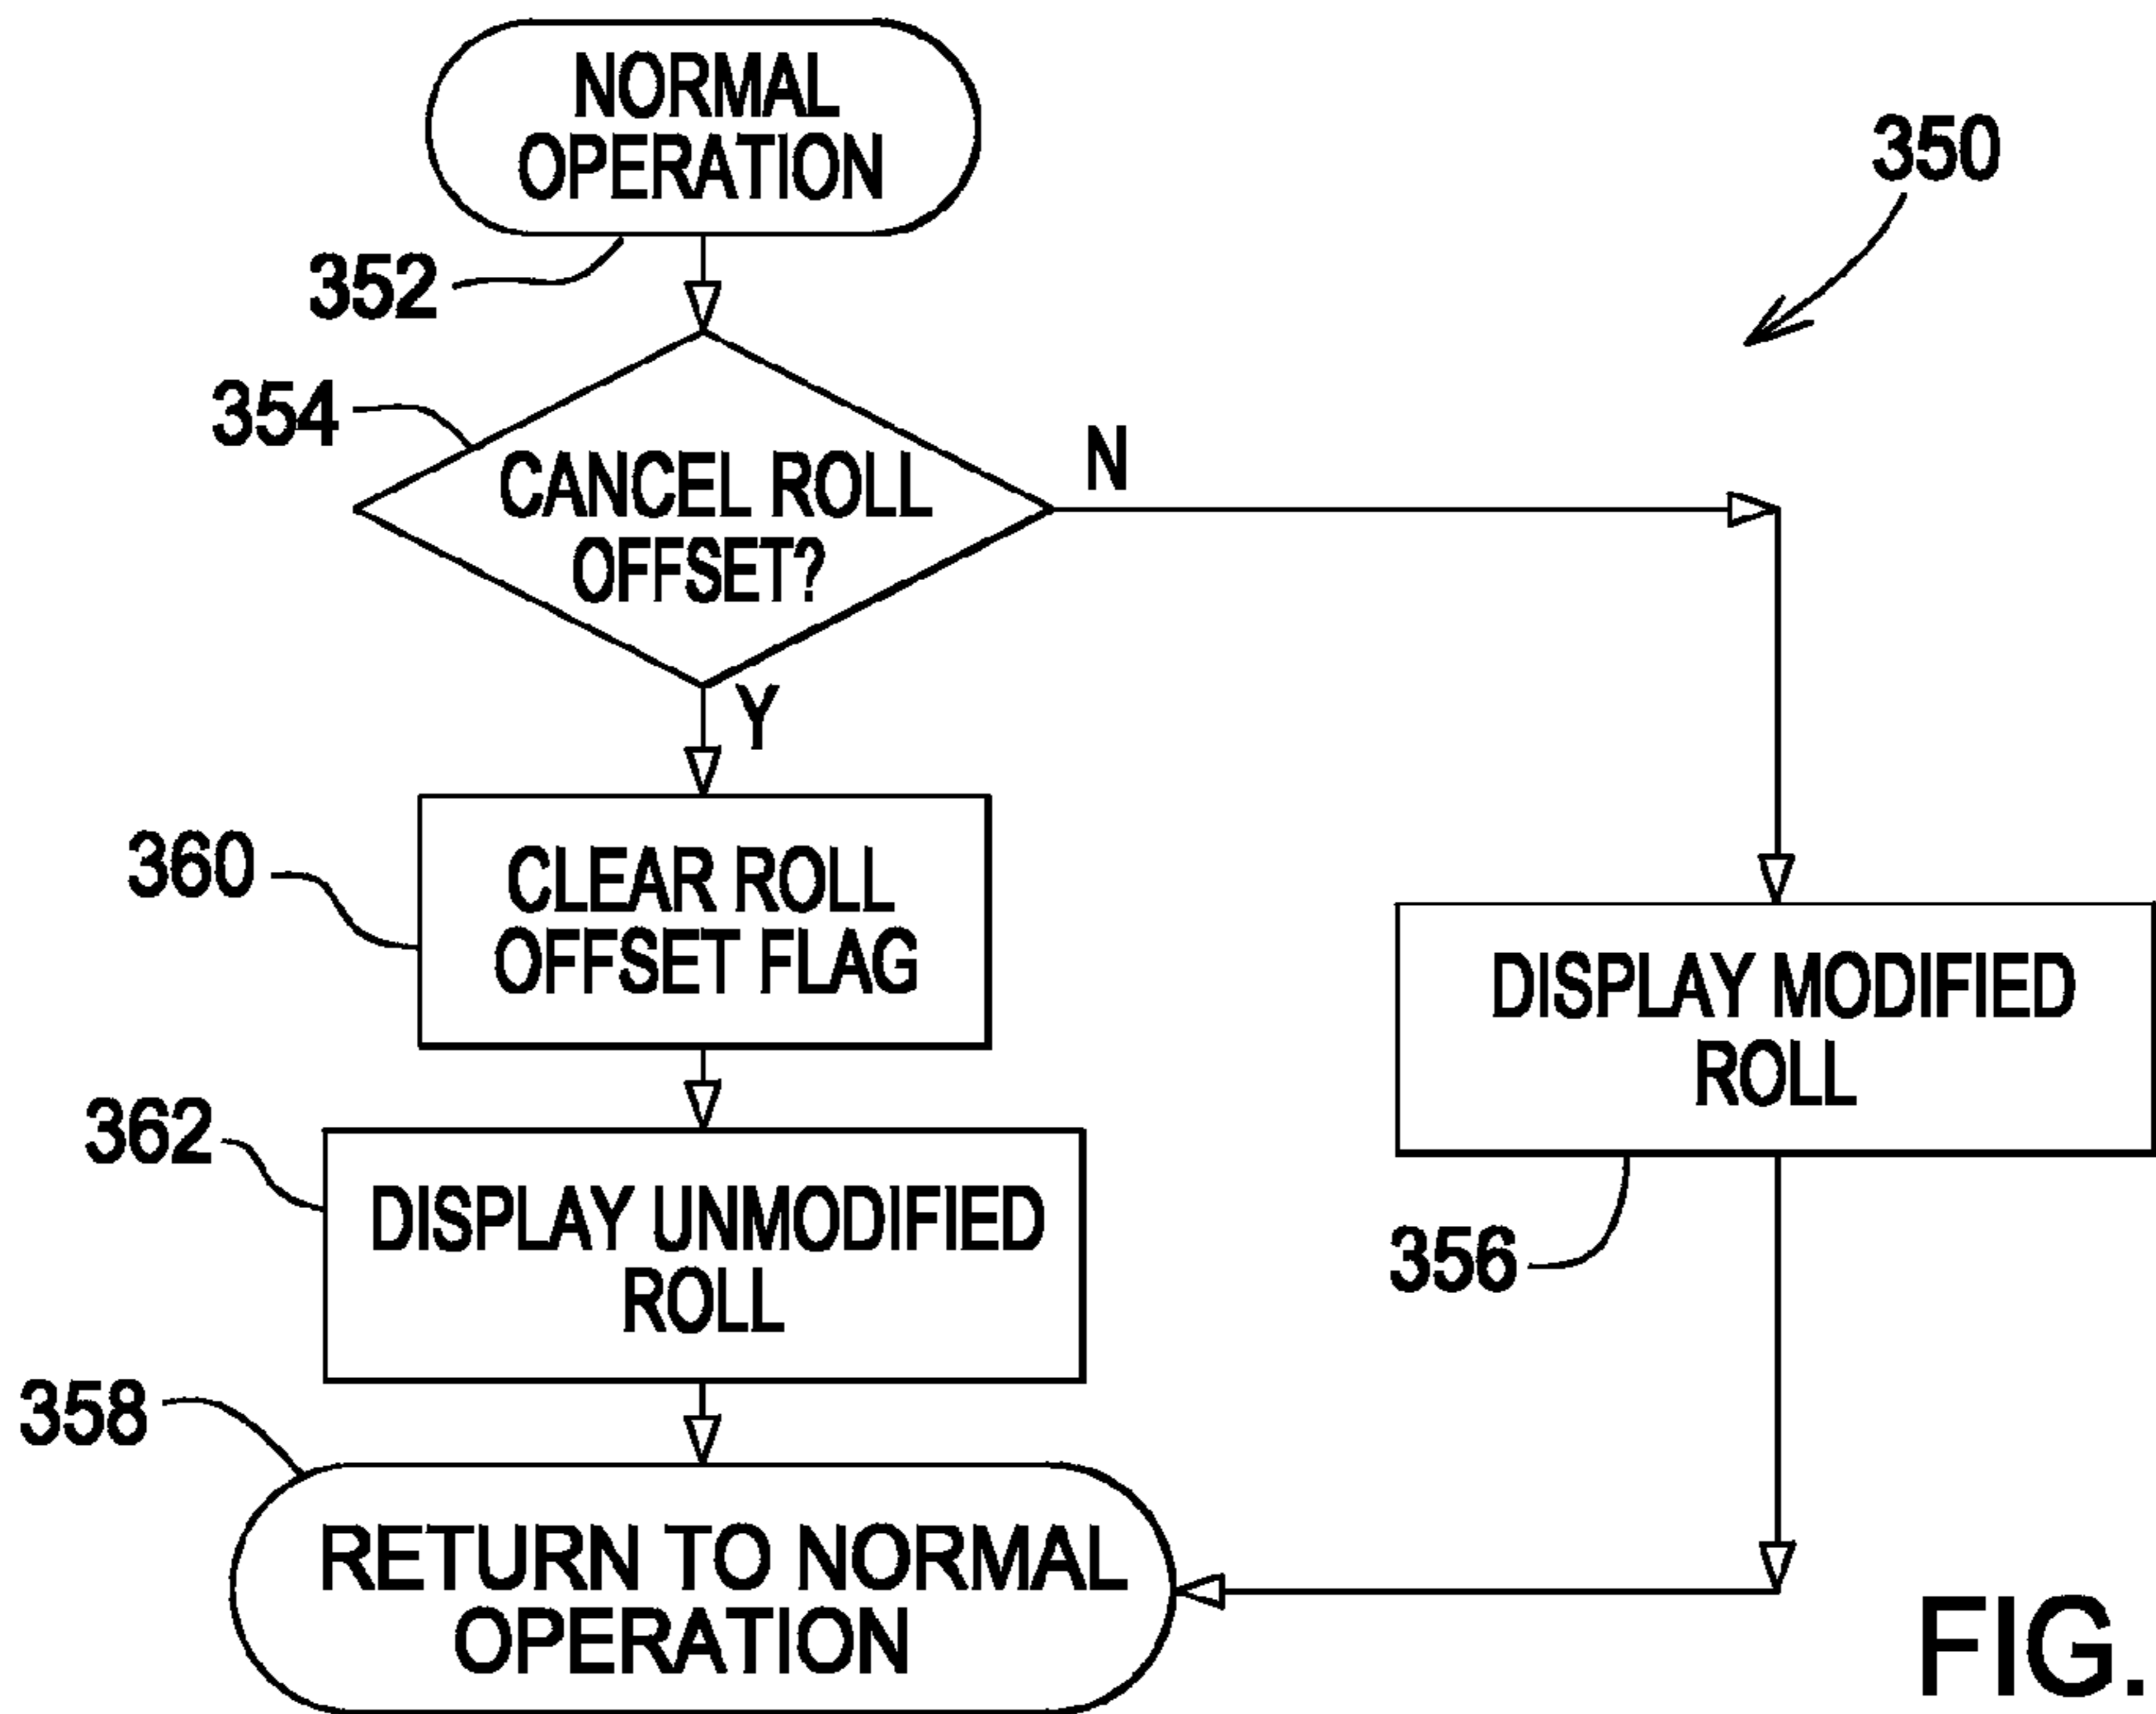 NORMAL
OPERATION
350
352
354
CANCEL ROLL
OFFSET?
N
Y
360
CLEAR ROLL
OFFSET FLAG
DISPLAY MODIFIED
ROLL
362
DISPLAY UNMODIFIED
ROLL
356
358
RETURN TO NORMAL
OPERATION
FIG.